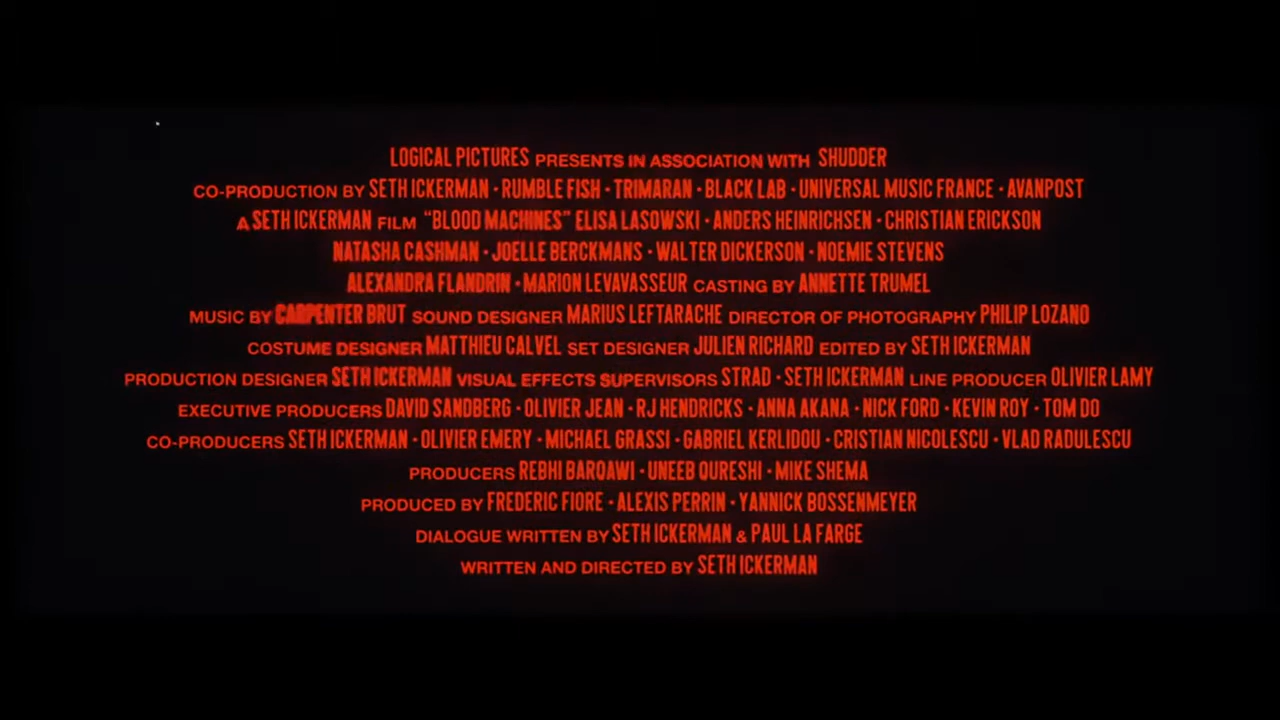 LOGICAL PICTURES PRESENTS IN ASSOCIATION WITH SHUDDER
CO-PRODUCTION BY SETH ICKERMAN · RUMBLE FISH · TRIMARAN · BLACK LAB · UNIVERSAL MUSIC FRANCE · AVANPOST
A SETH ICKERMAN FILM "BLOOD MACHINES" ELISA LASOWSKI · ANDERS HEINRICHSEN · CHRISTIAN ERICKSON
NATASHA CASHMAN · JOELLE BERCKMANS · WALTER DICKERSON · NOEMIE STEVENS
ALEXANDRA FLANDRIN · MARION LEVAVASSEUR CASTING BY ANNETTE TRUMEL
MUSIC BY CARPENTER BRUT SOUND DESIGNER MARIUS LEFTARACHE DIRECTOR OF PHOTOGRAPHY PHILIP LOZANO
COSTUME DESIGNER MATTHIEU CALVEL SET DESIGNER JULIEN RICHARD EDITED BY SETH ICKERMAN
PRODUCTION DESIGNER SETH ICKERMAN VISUAL EFFECTS SUPERVISORS STRAD · SETH ICKERMAN LINE PRODUCER OLIVIER LAMY
EXECUTIVE PRODUCERS DAVID SANDBERG · OLIVIER JEAN · RJ HENDRICKS · ANNA AKANA · NICK FORD · KEVIN ROY · TOM DO
CO-PRODUCERS SETH ICKERMAN · OLIVIER EMERY · MICHAEL GRASSI · GABRIEL KERLIDOU · CRISTIAN NICOLESCU · VLAD RADULESCU
PRODUCERS REBHI BARQAWI · UNEEB QURESHI · MIKE SHEMA
PRODUCED BY FREDERIC FIORE · ALEXIS PERRIN · YANNICK BOSSENMEYER
DIALOGUE WRITTEN BY SETH ICKERMAN & PAUL LA FARGE
WRITTEN AND DIRECTED BY SETH ICKERMAN